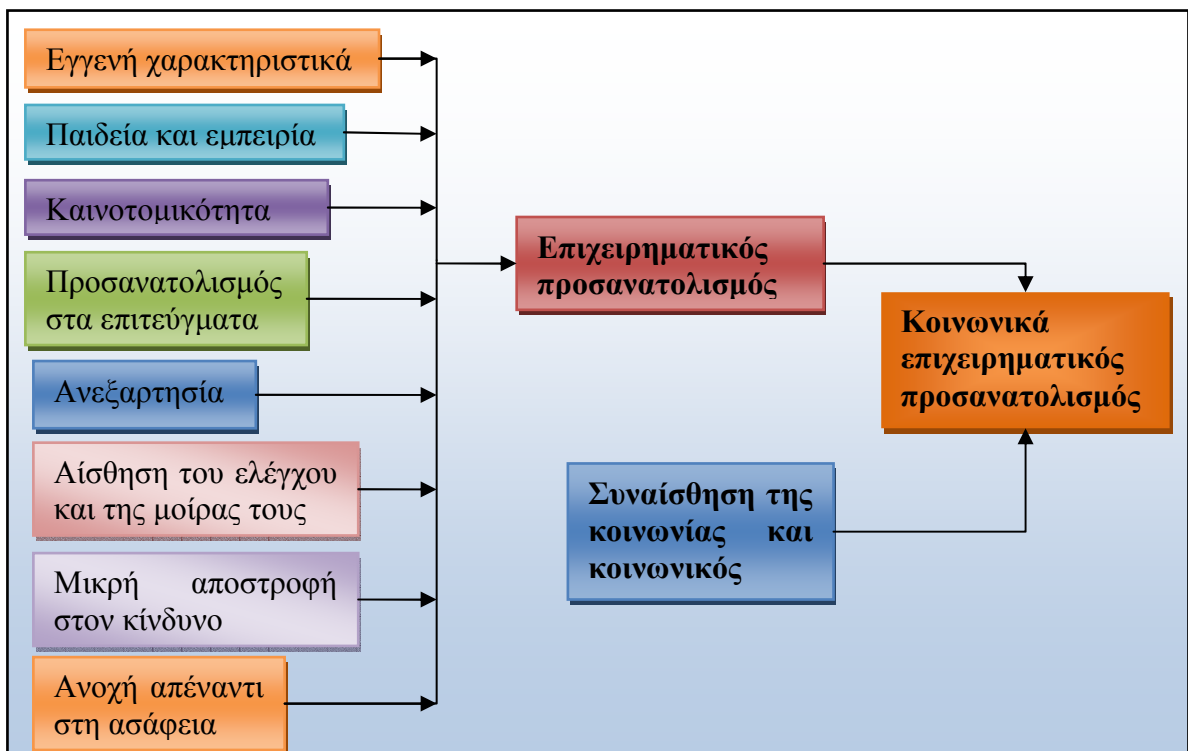 Εγγενή χαρακτηριστικά
Παιδεία και εμπειρία
Καινοτομικότητα
Προσανατολισμός
στα επιτεύγματα
Ανεξαρτησία
Αίσθηση του ελέγχου
και της μοίρας τους
Μικρή αποστροφή
στον κίνδυνο
Ανοχή απέναντι
στη ασάφεια
Επιχειρηματικός
προσανατολισμός
Κοινωνικά
επιχειρηματικός
προσανατολισμός
Συναίσθηση της
κοινωνίας και
κοινωνικός